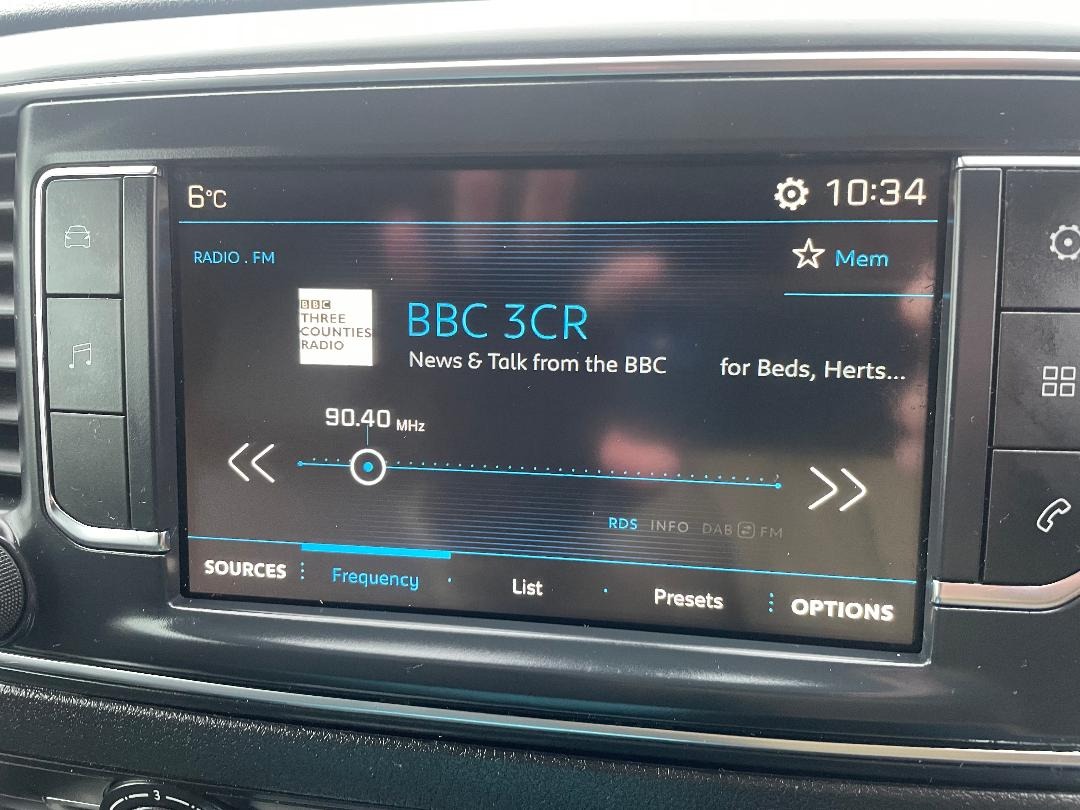 6°C
10:34
RADIO . FM
Mem
BBC
THREE
COUNTIES
RADIO
BBC 3CR
News & Talk from the BBC for Beds, Herts...
90.40 MHz
RDS INFO DAB FM
SOURCES Frequency List Presets OPTIONS
3